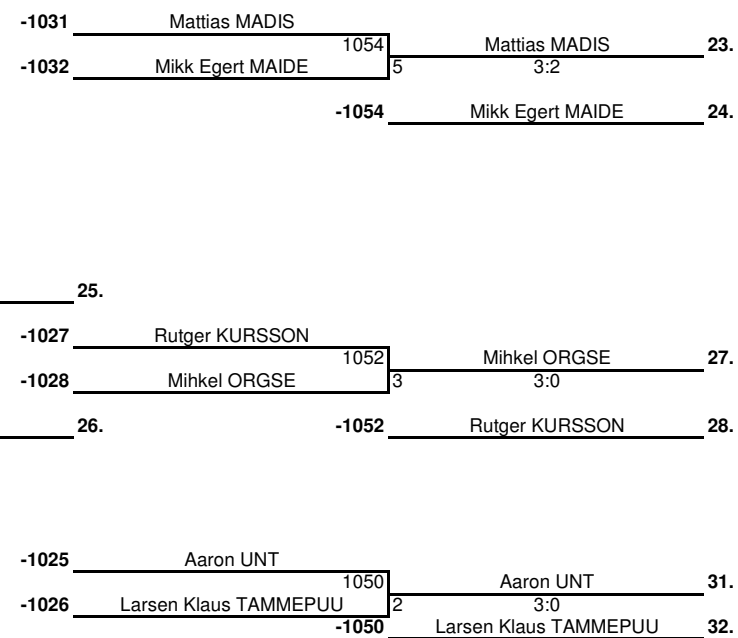 -1031 Mattias MADIS
1054 Mattias MADIS 23.
-1032 Mikk Egert MAIDE 5 3:2
-1054 Mikk Egert MAIDE 24.
25.
-1027 Rutger KURSSON
1052 Mihkel ORGSE 27.
-1028 Mihkel ORGSE 3 3:0
26. -1052 Rutger KURSSON 28.
-1025 Aaron UNT
1050 Aaron UNT 31.
-1026 Larsen Klaus TAMMEPUU 2 3:0
-1050 Larsen Klaus TAMMEPUU 32.